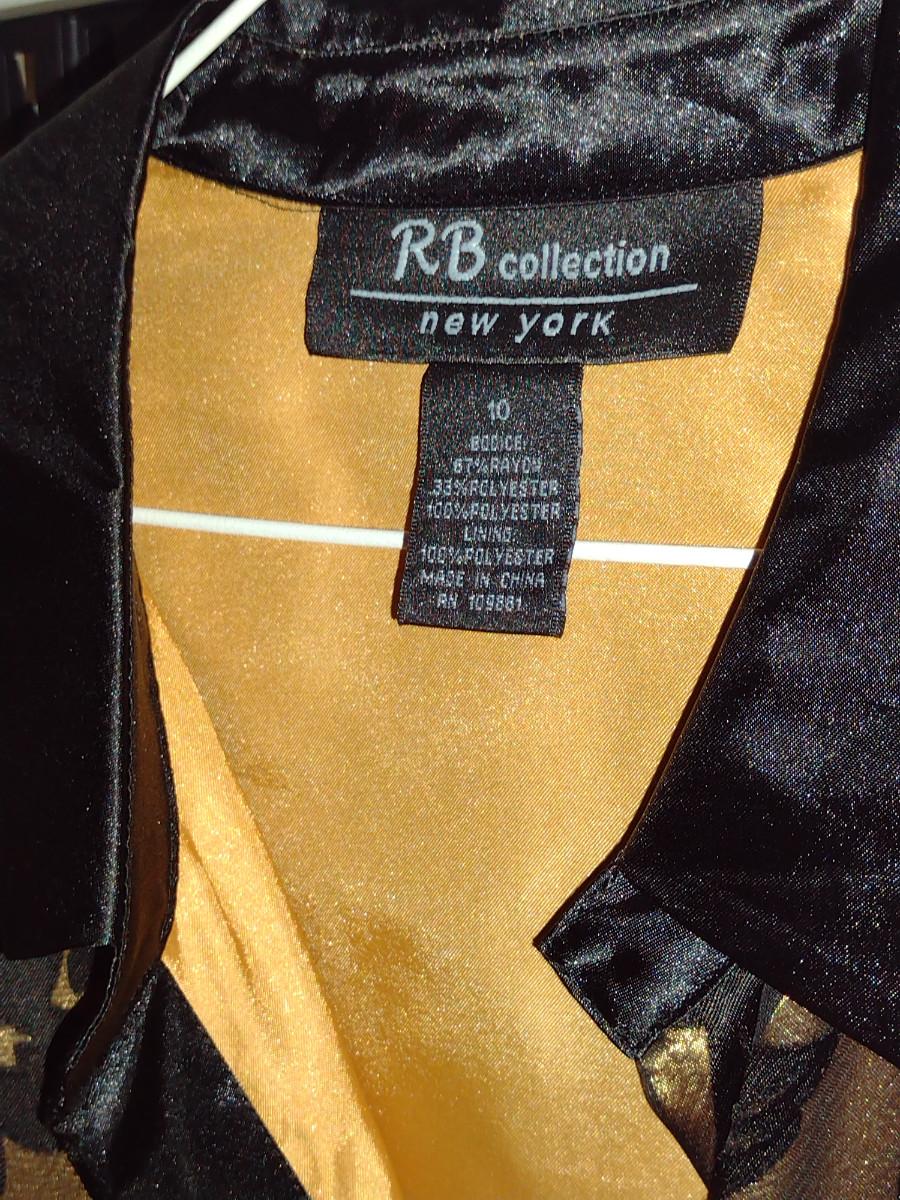 RB collection
new york
10
BODICE:
67%RAYON
33%POLYESTER
100%POLYESTER
LINING:
100%POLYESTER
MADE IN CHINA
RN 109881